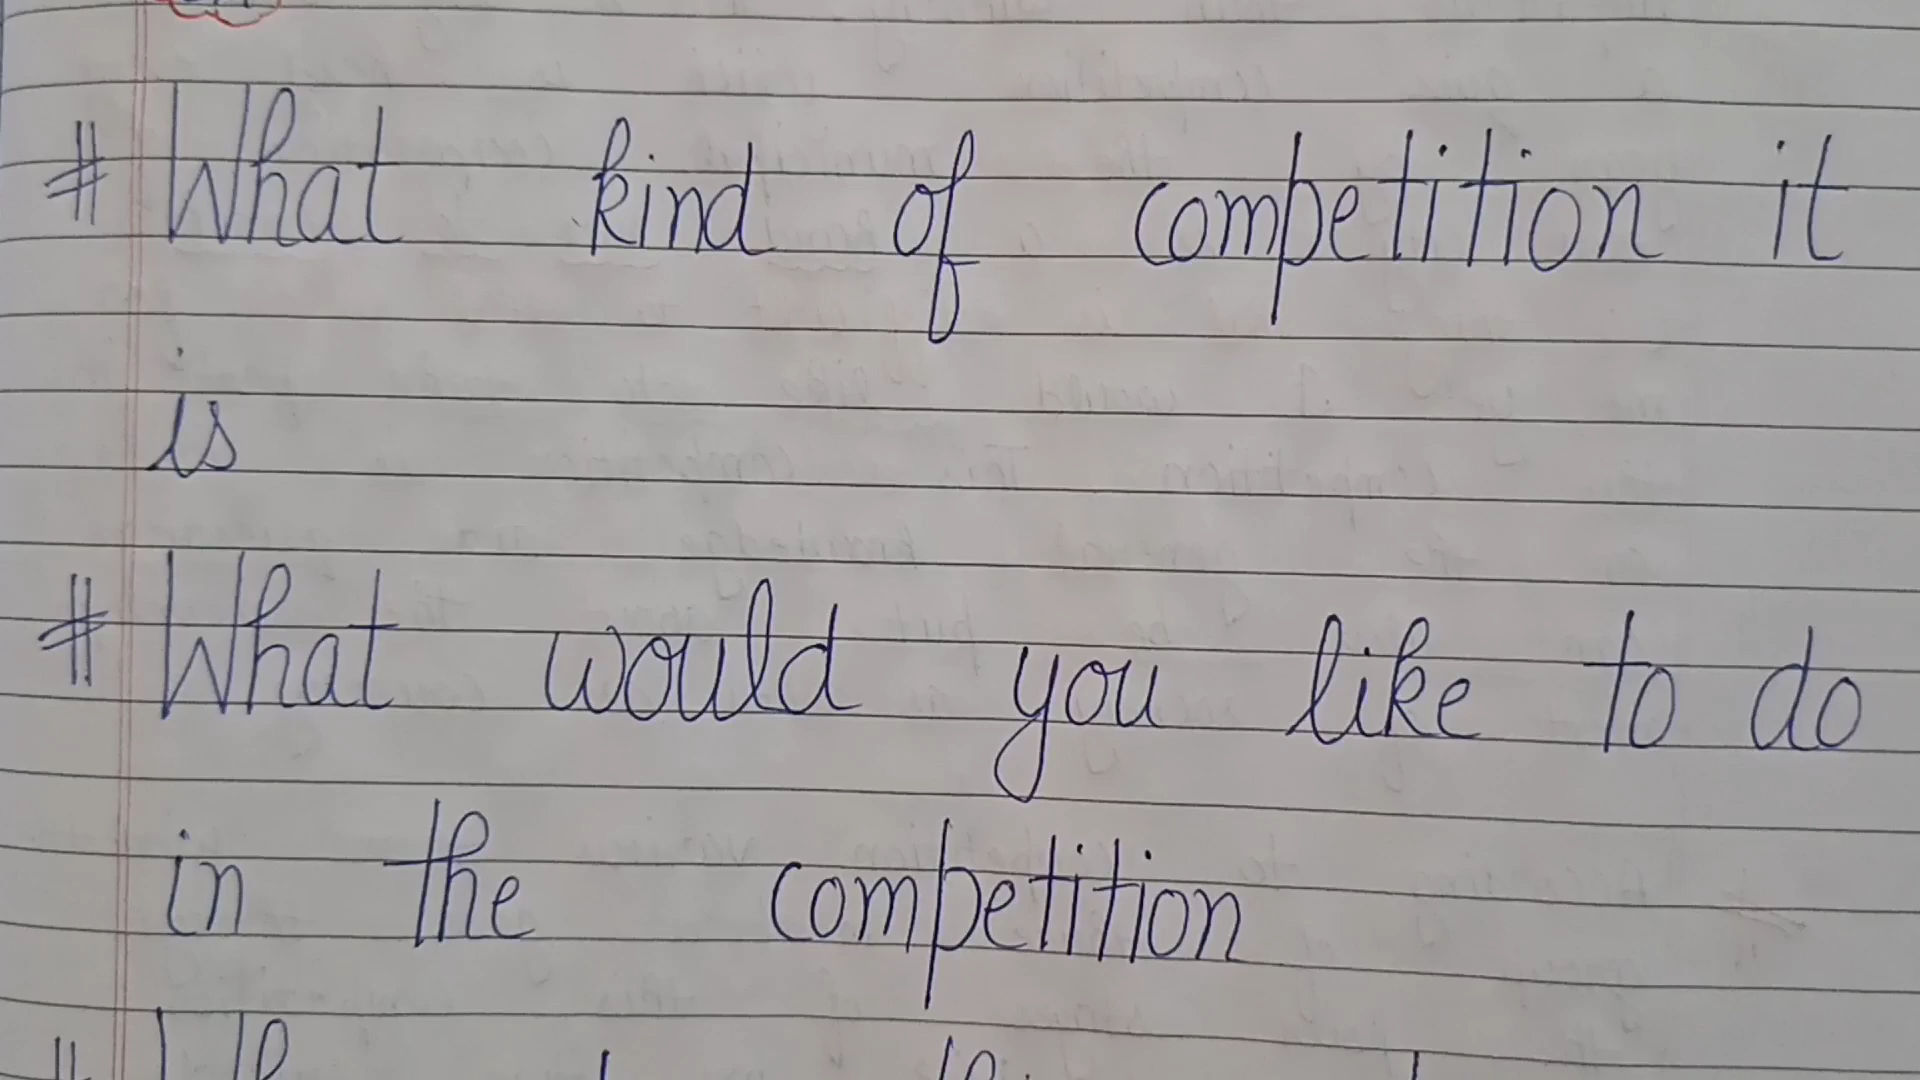 # What kind of competition it
is
# What would you like to do
in the competition
#